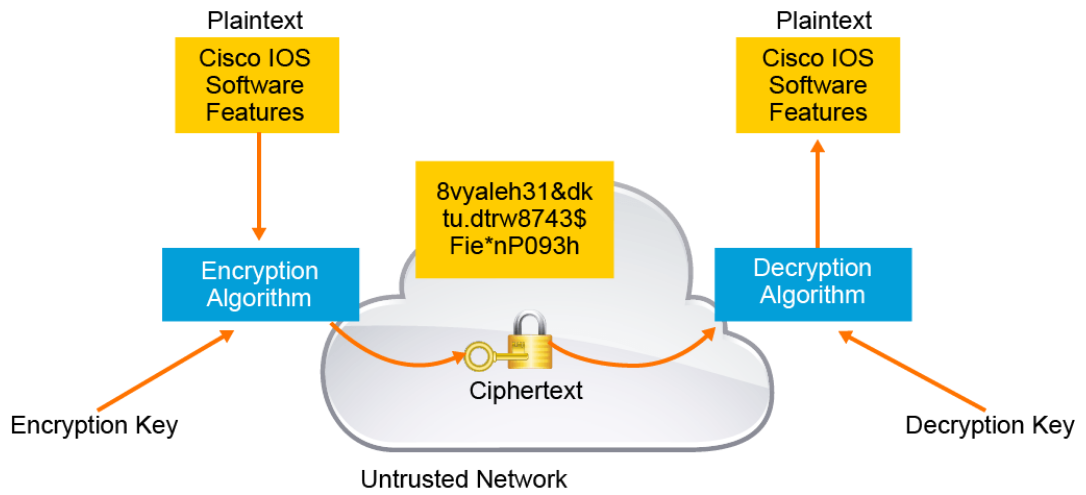 Plaintext
Cisco IOS
Software
Features
Encryption
Algorithm
Encryption Key
8vyaleh31&dk
tu.dtrw8743$
Fie*nP093h
Ciphertext
Untrusted Network
Plaintext
Cisco IOS
Software
Features
Decryption
Algorithm
Decryption Key